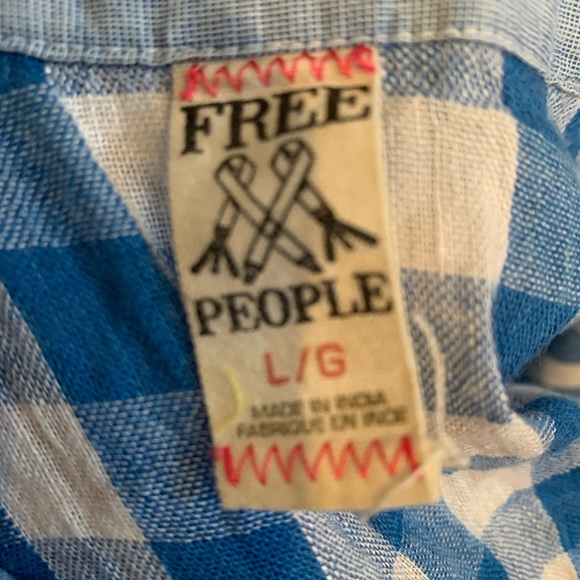 FREE
PEOPLE
L/G
MADE IN INDIA
FABRIQUE EN INDE